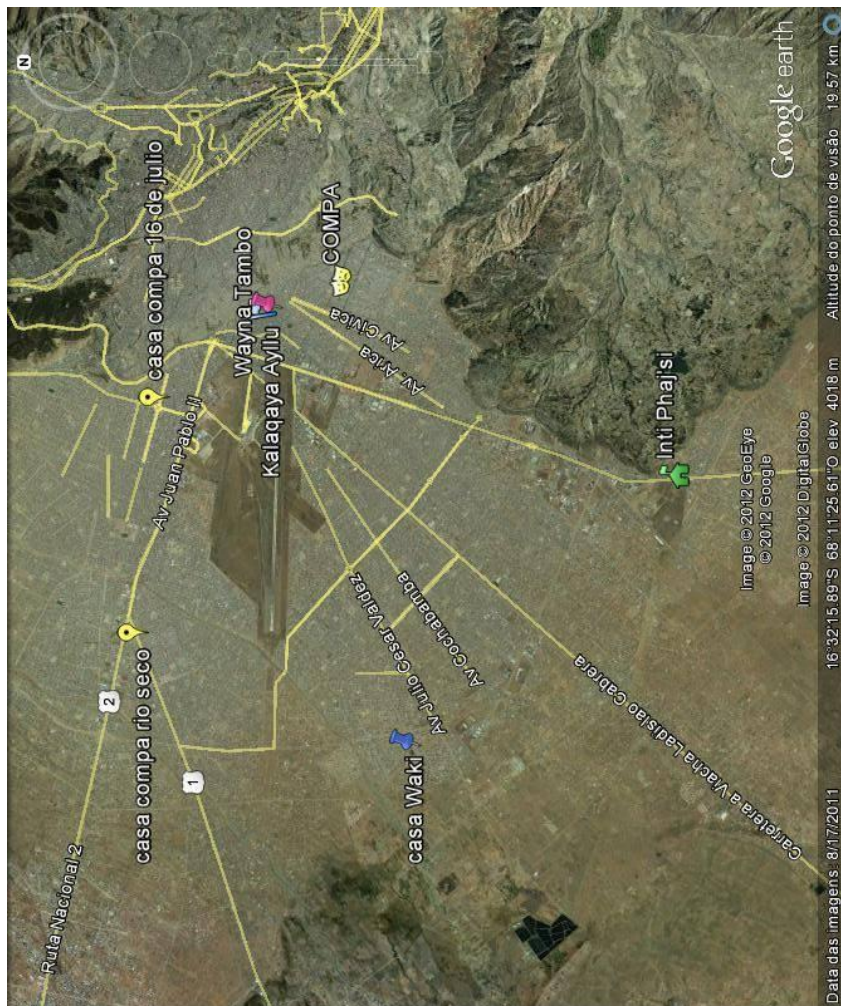 N
Ruta Nacional 2
2
casa compa rio seco
casa compa 16 de julio
Av Juan Pablo II
1
Wayna Tambo
Kalaqaya Ayllu
COMPA
Av Civica
Av. Arica
Av Julio Cesar Valdez
casa Waki
Av Cochabamba
Inti Phaj'si
Carretera a Viacha Ladislao Cabrera
Image © 2012 GeoEye
© 2012 Google
Google earth
Image © 2012 DigitalGlobe
Data das imagens: 8/17/2011 16°32'15.89"S 68°11'25.61"O elev 4018 m Altitude do ponto de visão 19.57 km